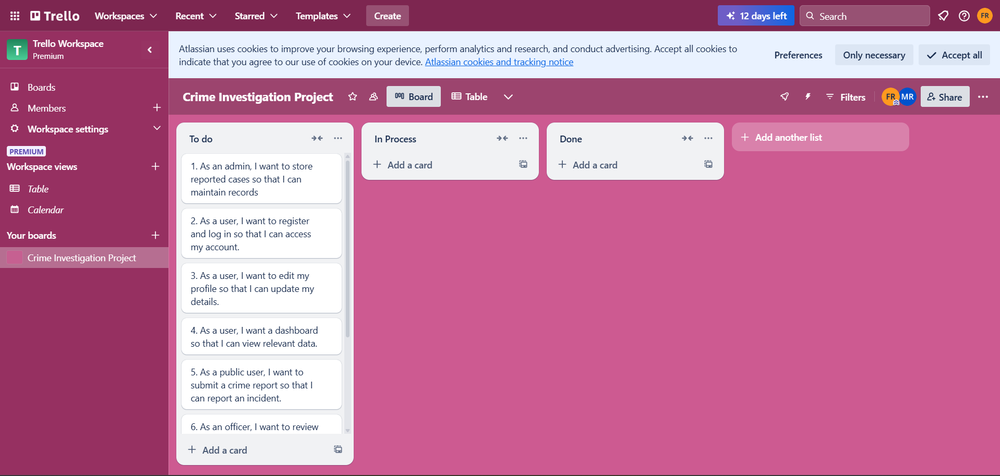 Trello
Workspaces
Recent
Starred
Templates
Create
12 days left
Search
FR
T
Trello Workspace
Premium
Boards
Members
Workspace settings
PREMIUM
Workspace views
Table
Calendar
Your boards
Crime Investigation Project
Atlassian uses cookies to improve your browsing experience, perform analytics and research, and conduct advertising. Accept all cookies to
indicate that you agree to our use of cookies on your device. Atlassian cookies and tracking notice
Preferences
Only necessary
Accept all
Crime Investigation Project
Board
Table
Filters
FR
MR
Share
To do
1. As an admin, I want to store
reported cases so that I can
maintain records
2. As a user, I want to register
and log in so that I can access
my account.
3. As a user, I want to edit my
profile so that I can update my
details.
4. As a user, I want a dashboard
so that I can view relevant data.
5. As a public user, I want to
submit a crime report so that I
can report an incident.
6. As an officer, I want to review
Add a card
In Process
Add a card
Done
Add a card
Add another list